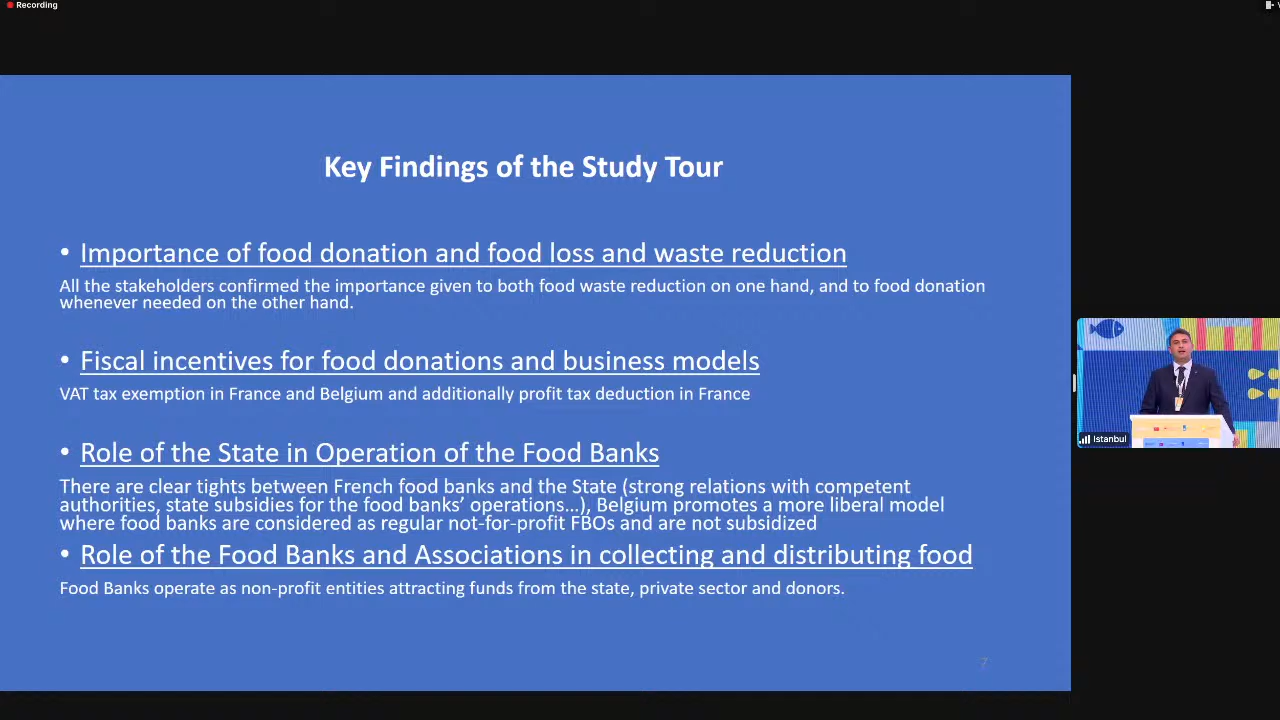 Recording
Key Findings of the Study Tour
• Importance of food donation and food loss and waste reduction
All the stakeholders confirmed the importance given to both food waste reduction on one hand, and to food donation
whenever needed on the other hand.
• Fiscal incentives for food donations and business models
VAT tax exemption in France and Belgium and additionally profit tax deduction in France
• Role of the State in Operation of the Food Banks
There are clear tights between French food banks and the State (strong relations with competent
authorities, state subsidies for the food banks’ operations…), Belgium promotes a more liberal model
where food banks are considered as regular not-for-profit FBOs and are not subsidized
• Role of the Food Banks and Associations in collecting and distributing food
Food Banks operate as non-profit entities attracting funds from the state, private sector and donors.
7
Istanbul